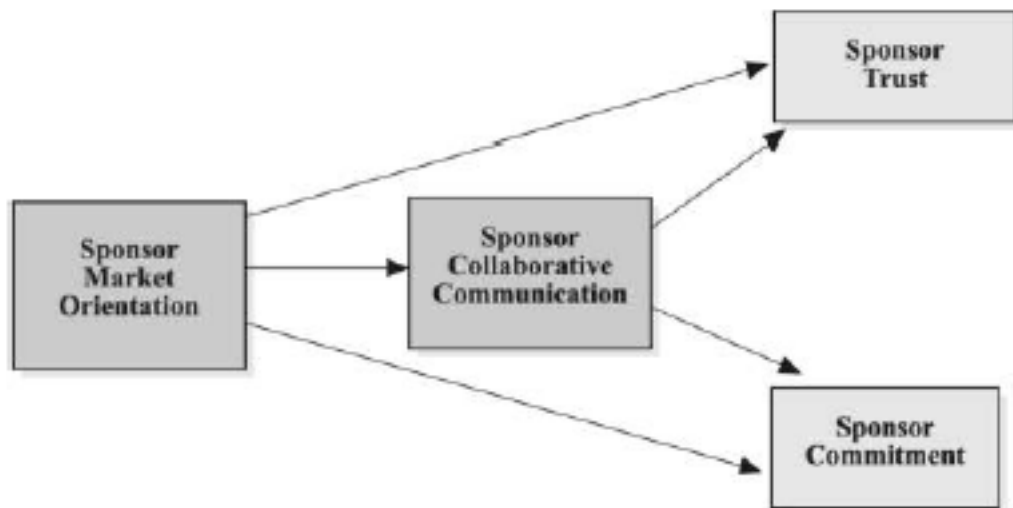 Sponsor
Trust
Sponsor
Market
Orientation
Sponsor
Collaborative
Communication
Sponsor
Commitment